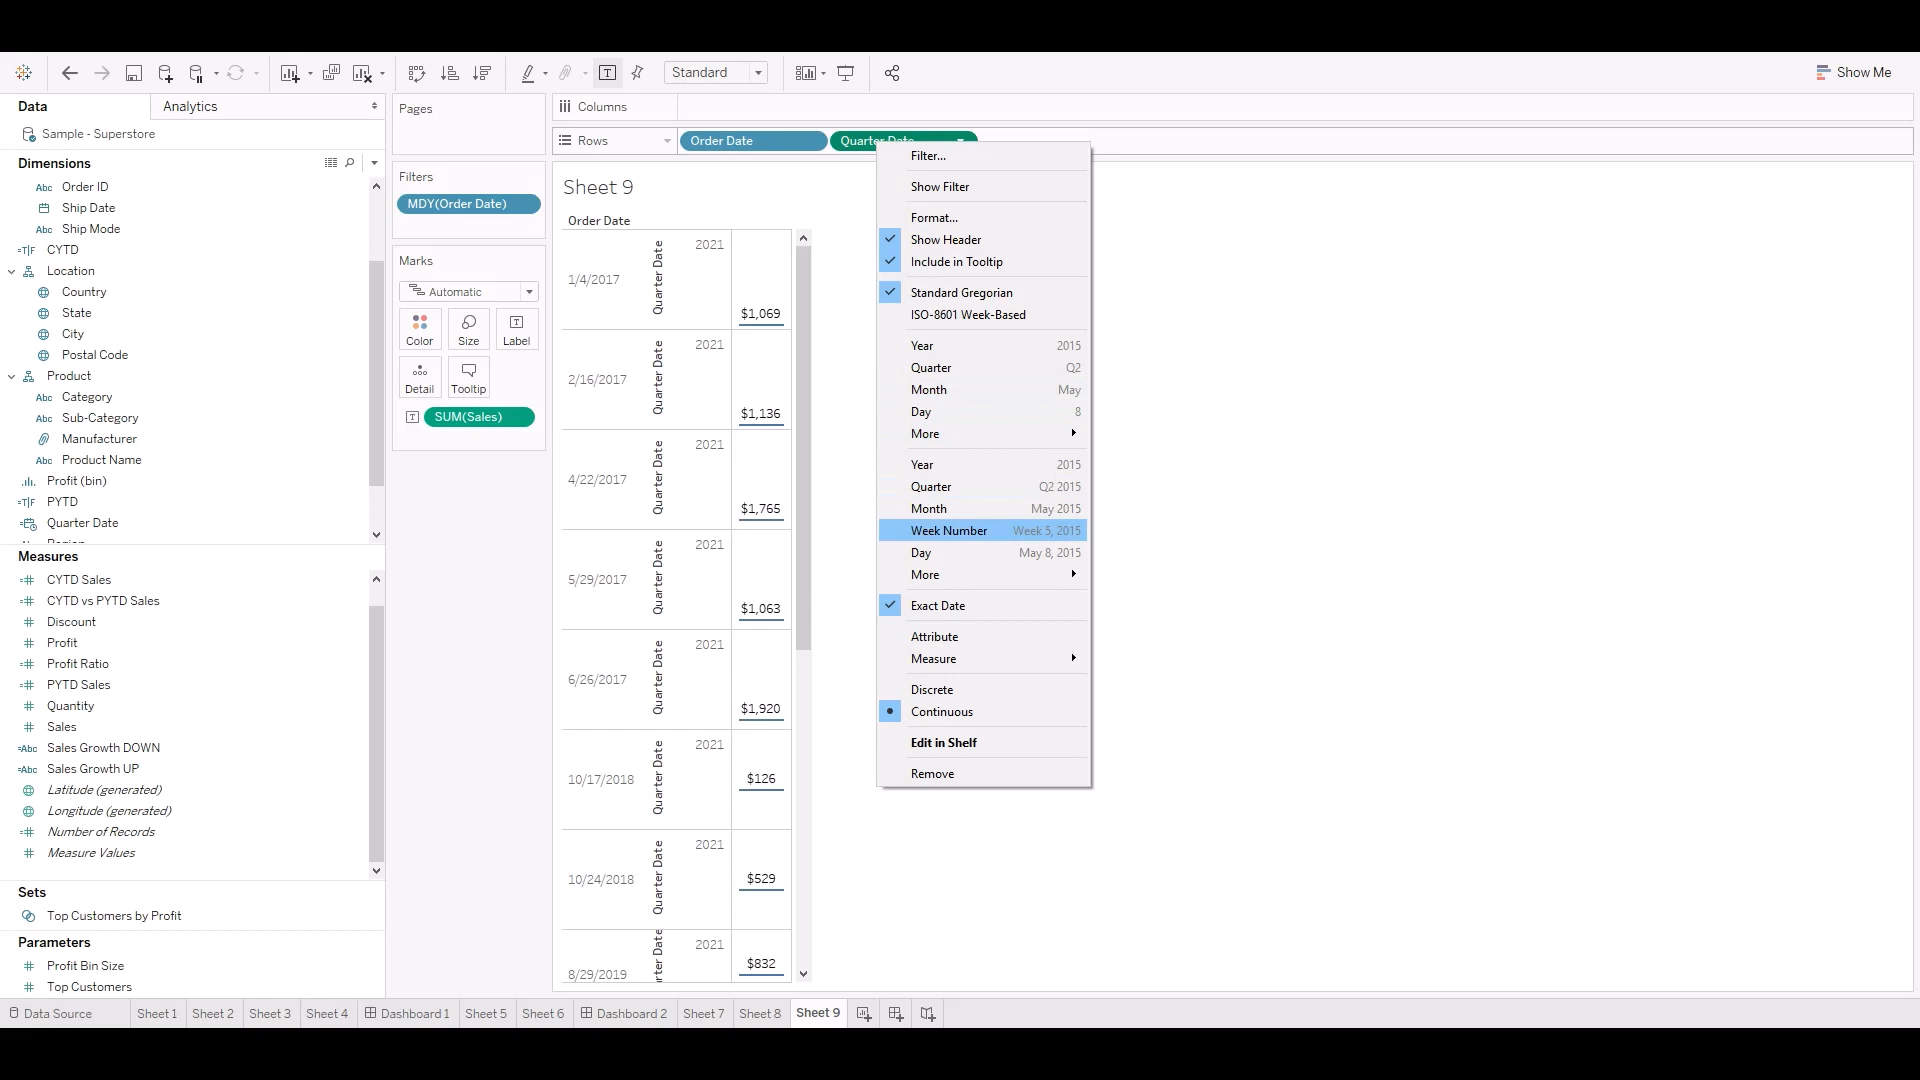 Standard
Show Me
Data
Analytics
Sample - Superstore
Dimensions
Order ID
Ship Date
Ship Mode
CYTD
Location
Country
State
City
Postal Code
Product
Category
Sub-Category
Manufacturer
Product Name
Profit (bin)
PYTD
Quarter Date
Measures
CYTD Sales
CYTD vs PYTD Sales
Discount
Profit
Profit Ratio
PYTD Sales
Quantity
Sales
Sales Growth DOWN
Sales Growth UP
Latitude (generated)
Longitude (generated)
Number of Records
Measure Values
Sets
Top Customers by Profit
Parameters
Profit Bin Size
Top Customers
Pages
Filters
MDY(Order Date)
Marks
Automatic
Color
Size
Label
Detail
Tooltip
SUM(Sales)
Columns
Rows
Order Date
Quarter Date
Sheet 9
Order Date
1/4/2017 Quarter Date 2021 $1,069
2/16/2017 Quarter Date 2021 $1,136
4/22/2017 Quarter Date 2021 $1,765
5/29/2017 Quarter Date 2021 $1,063
6/26/2017 Quarter Date 2021 $1,920
10/17/2018 Quarter Date 2021 $126
10/24/2018 Quarter Date 2021 $529
8/29/2019 rter Date 2021 $832
Filter...
Show Filter
Format...
Show Header
Include in Tooltip
Standard Gregorian
ISO-8601 Week-Based
Year 2015
Quarter Q2
Month May
Day 8
More
Year 2015
Quarter Q2 2015
Month May 2015
Week Number Week 5, 2015
Day May 8, 2015
More
Exact Date
Attribute
Measure
Discrete
Continuous
Edit in Shelf
Remove
Data Source
Sheet 1
Sheet 2
Sheet 3
Sheet 4
Dashboard 1
Sheet 5
Sheet 6
Dashboard 2
Sheet 7
Sheet 8
Sheet 9